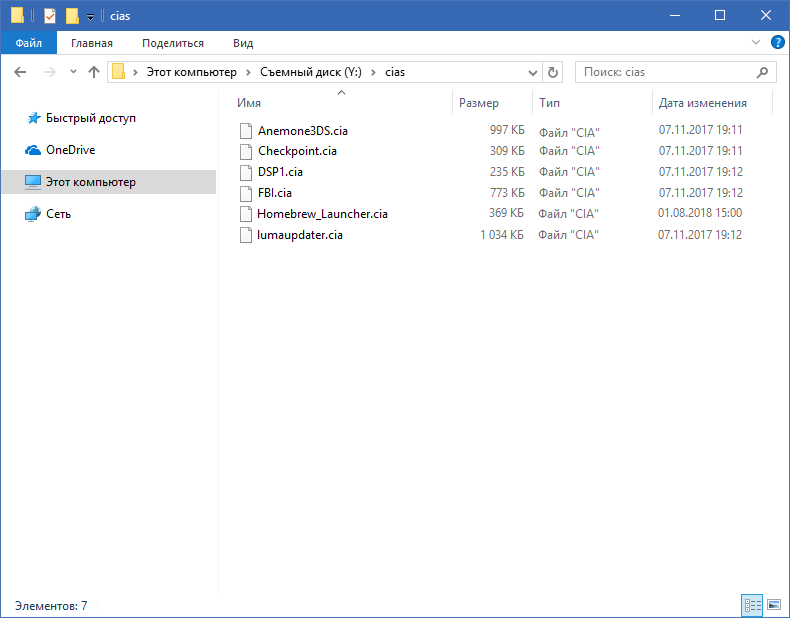 cias
Файл Главная Поделиться Вид
Этот компьютер Съемный диск (Y:) cias Поиск: cias
Имя Размер Тип Дата изменения
Быстрый доступ
OneDrive
Этот компьютер
Сеть
Anemone3DS.cia 997 КБ Файл "CIA" 07.11.2017 19:11
Checkpoint.cia 309 КБ Файл "CIA" 07.11.2017 19:11
DSP1.cia 235 КБ Файл "CIA" 07.11.2017 19:12
FBI.cia 773 КБ Файл "CIA" 07.11.2017 19:12
Homebrew_Launcher.cia 369 КБ Файл "CIA" 01.08.2018 15:00
lumaupdater.cia 1 034 КБ Файл "CIA" 07.11.2017 19:12
Элементов: 7